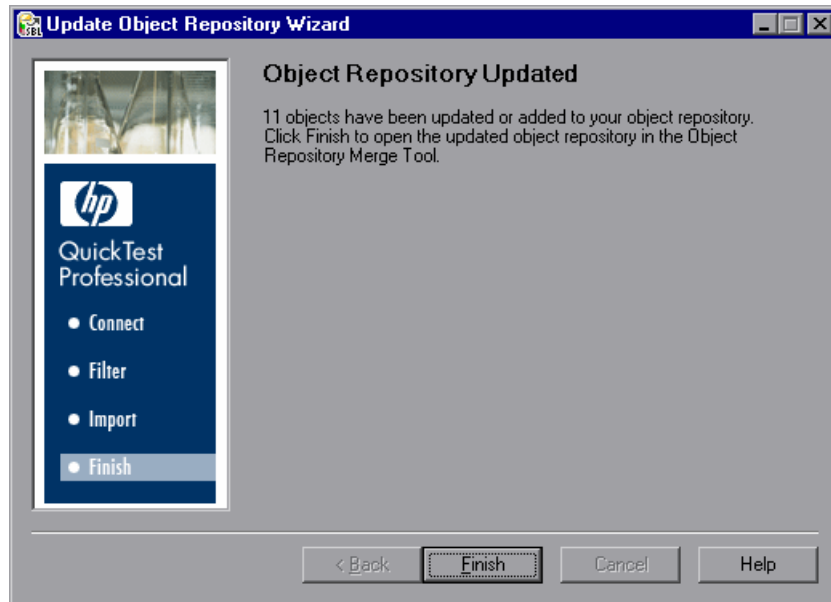 SBL Update Object Repository Wizard
Object Repository Updated
11 objects have been updated or added to your object repository.
Click Finish to open the updated object repository in the Object
Repository Merge Tool.
hp
QuickTest
Professional
Connect
Filter
Import
Finish
< Back Finish Cancel Help